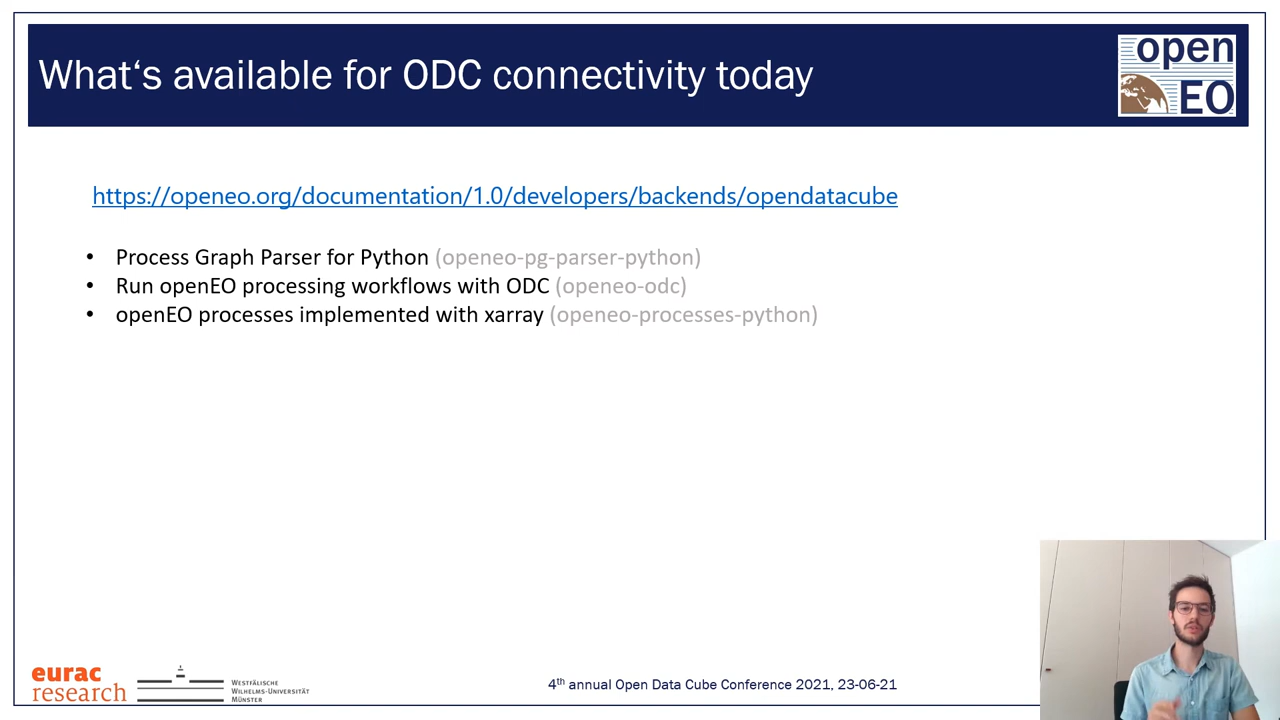 What‘s available for ODC connectivity today
open
EO
https://openeo.org/documentation/1.0/developers/backends/opendatacube
• Process Graph Parser for Python (openeo-pg-parser-python)
• Run openEO processing workflows with ODC (openeo-odc)
• openEO processes implemented with xarray (openeo-processes-python)
eurac
research
WESTFÄLISCHE
WILHELMS-UNIVERSITÄT
MÜNSTER
4th annual Open Data Cube Conference 2021, 23-06-21